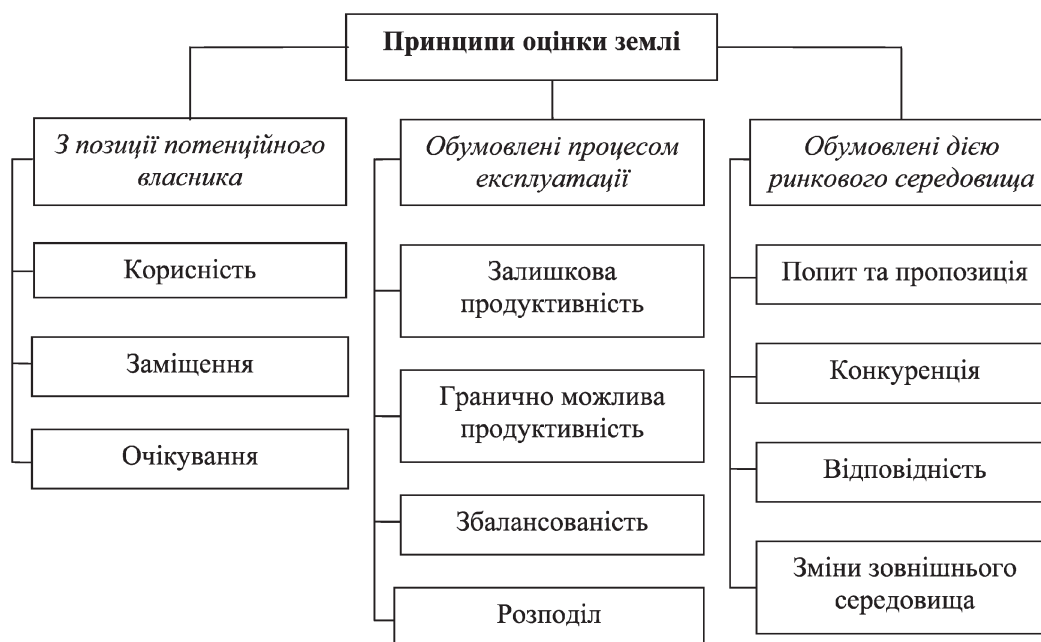 Принципи оцінки землі
З позиції потенційного
власника
Корисність
Заміщення
Очікування
Обумовлені процесом
експлуатації
Залишкова
продуктивність
Гранично можлива
продуктивність
Збалансованість
Розподіл
Обумовлені дією
ринкового середовища
Попит та пропозиція
Конкуренція
Відповідність
Зміни зовнішнього
середовища